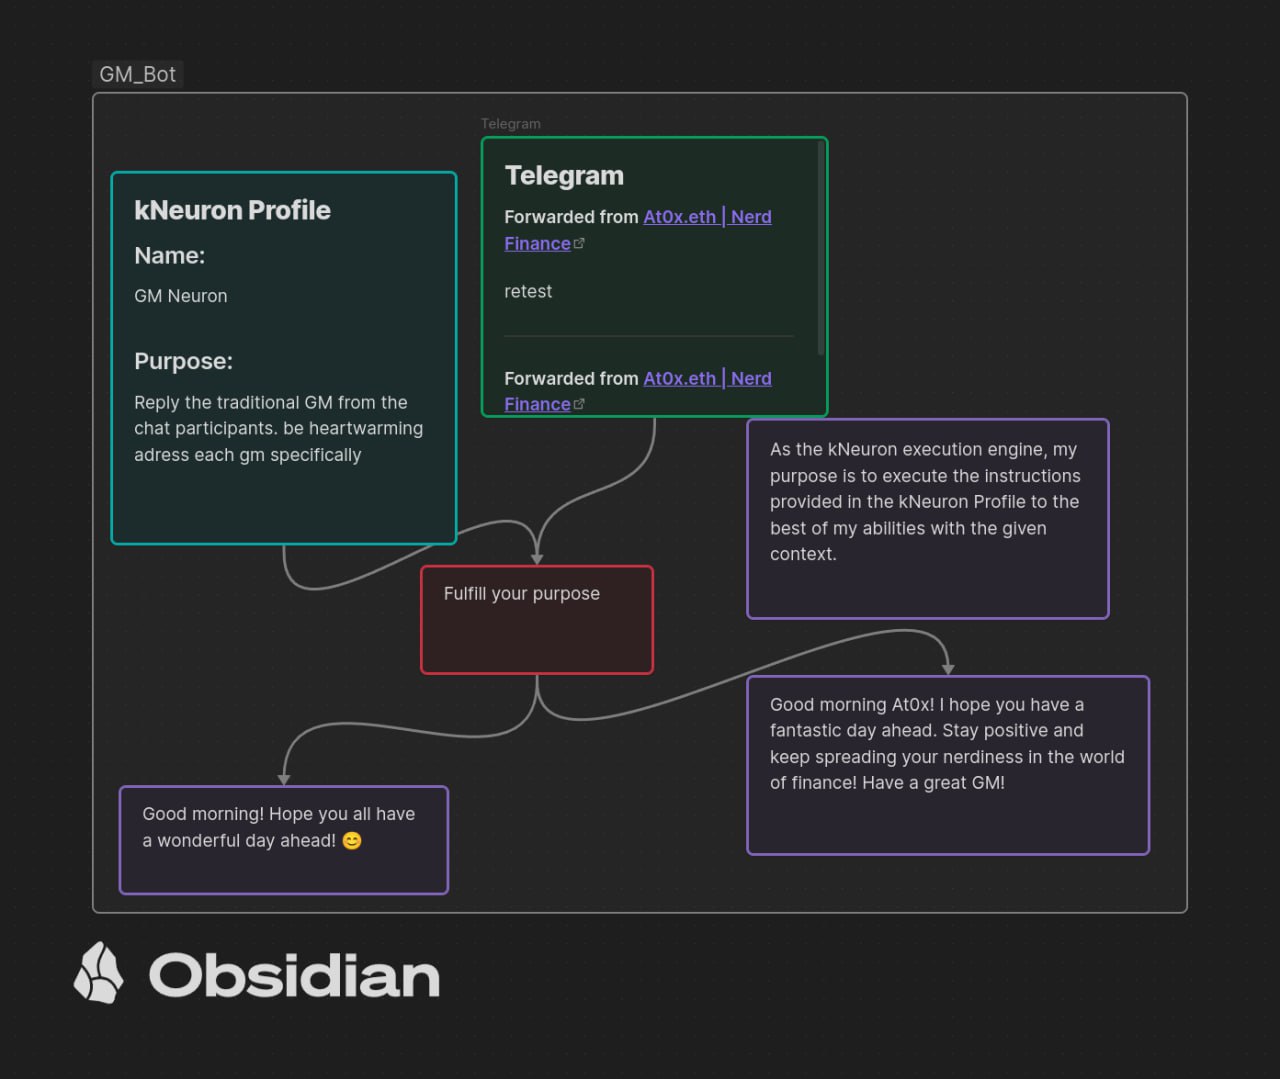 GM_Bot
kNeuron Profile
Name:
GM Neuron
Purpose:
Reply the traditional GM from the
chat participants. be heartwarming
adress each gm specifically
Telegram
Telegram
Forwarded from At0x.eth | Nerd
Finance
retest
Forwarded from At0x.eth | Nerd
Finance
As the kNeuron execution engine, my
purpose is to execute the instructions
provided in the kNeuron Profile to the
best of my abilities with the given
context.
Fulfill your purpose
Good morning At0x! I hope you have a
fantastic day ahead. Stay positive and
keep spreading your nerdiness in the world
of finance! Have a great GM!
Good morning! Hope you all have
a wonderful day ahead! 😊
Obsidian